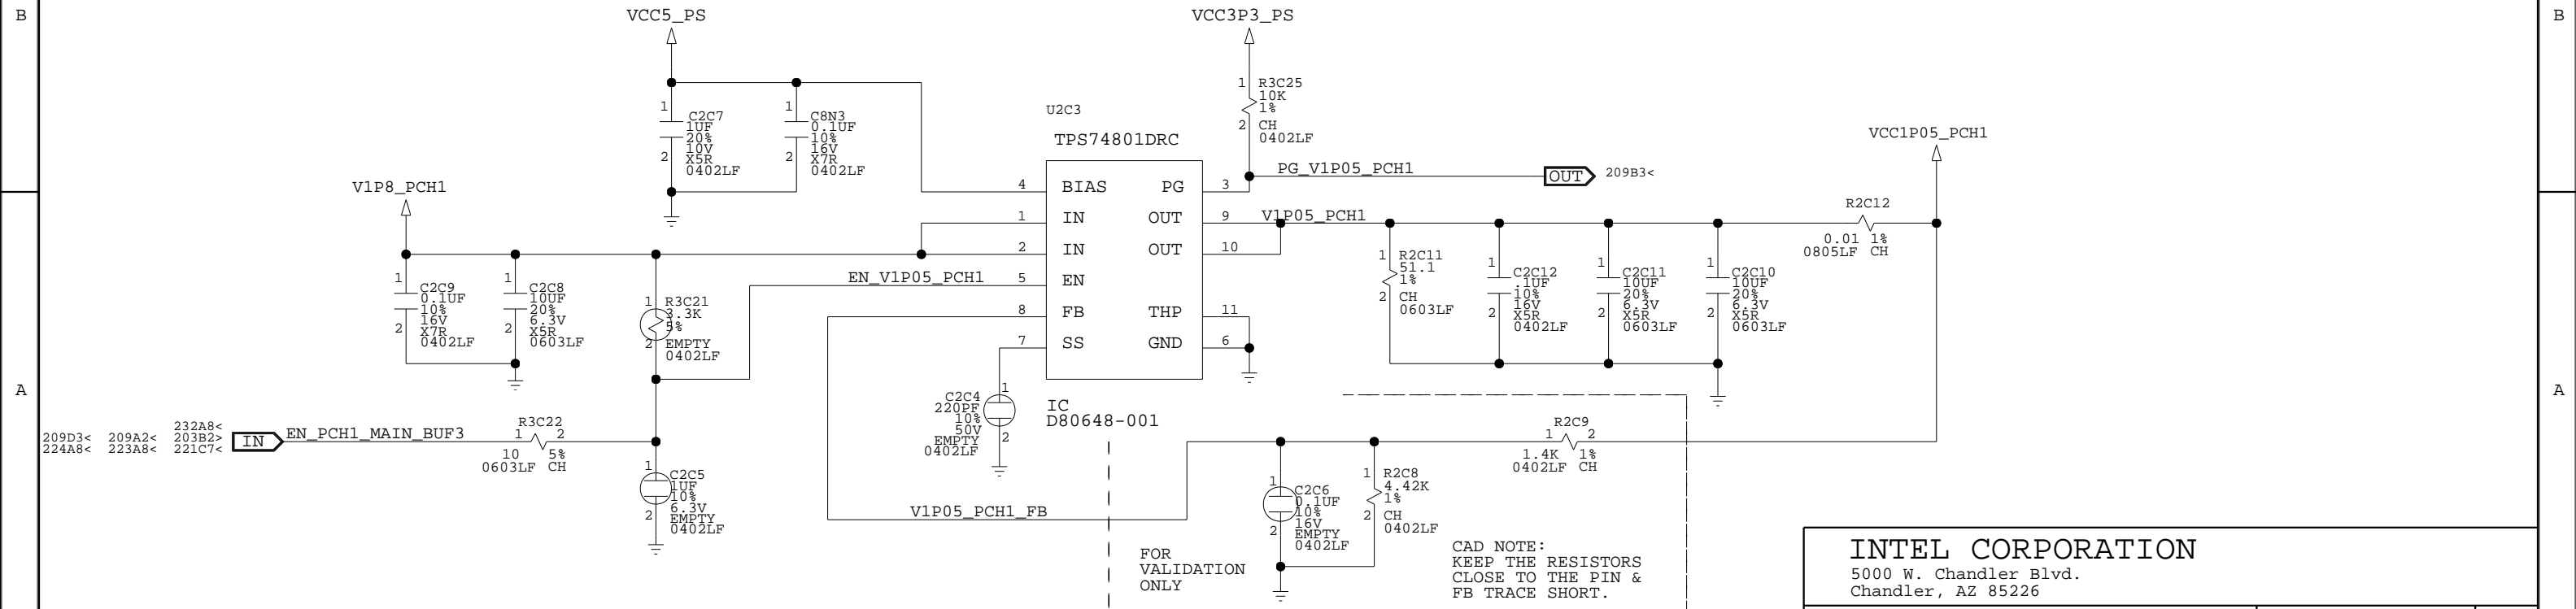 B
VCC5_PS
VCC3P3_PS
B
1
C2C7
1UF
20%
10V
2
X5R
0402LF
1
C8N3
0.1UF
10%
16V
2
X7R
0402LF
U2C3
TPS74801DRC
1
R3C25
10K
1%
2
CH
0402LF
PG_V1P05_PCH1
OUT
209B3<
VCC1P05_PCH1
V1P8_PCH1
4
BIAS
PG
3
1
IN
OUT
9
V1P05_PCH1
2
IN
OUT
10
EN_V1P05_PCH1
5
EN
8
FB
THP
11
7
SS
GND
6
R2C12
0.01 1%
0805LF CH
1
C2C9
0.1UF
10%
16V
2
X7R
0402LF
1
C2C8
10UF
20%
6.3V
2
X5R
0603LF
1
R3C21
3.3K
5%
2
EMPTY
0402LF
1
R2C11
51.1
1%
2
CH
0603LF
1
C2C12
.1UF
10%
16V
2
X5R
0402LF
1
C2C11
10UF
20%
6.3V
2
X5R
0603LF
1
C2C10
10UF
20%
6.3V
2
X5R
0603LF
A
A
C2C4
1
220PF
10%
50V
2
EMPTY
0402LF
IC
D80648-001
232A8<
209D3< 209A2< 203B2>
224A8< 223A8< 221C7<
IN
EN_PCH1_MAIN_BUF3
R3C22
1 2
10 5%
0603LF CH
1
C2C5
1UF
10%
6.3V
2
EMPTY
0402LF
V1P05_PCH1_FB
R2C9
1 2
1.4K 1%
0402LF CH
1
C2C6
0.1UF
10%
16V
2
EMPTY
0402LF
1
R2C8
4.42K
1%
2
CH
0402LF
FOR
VALIDATION
ONLY
CAD NOTE:
KEEP THE RESISTORS
CLOSE TO THE PIN &
FB TRACE SHORT.
INTEL CORPORATION
5000 W. Chandler Blvd.
Chandler, AZ 85226